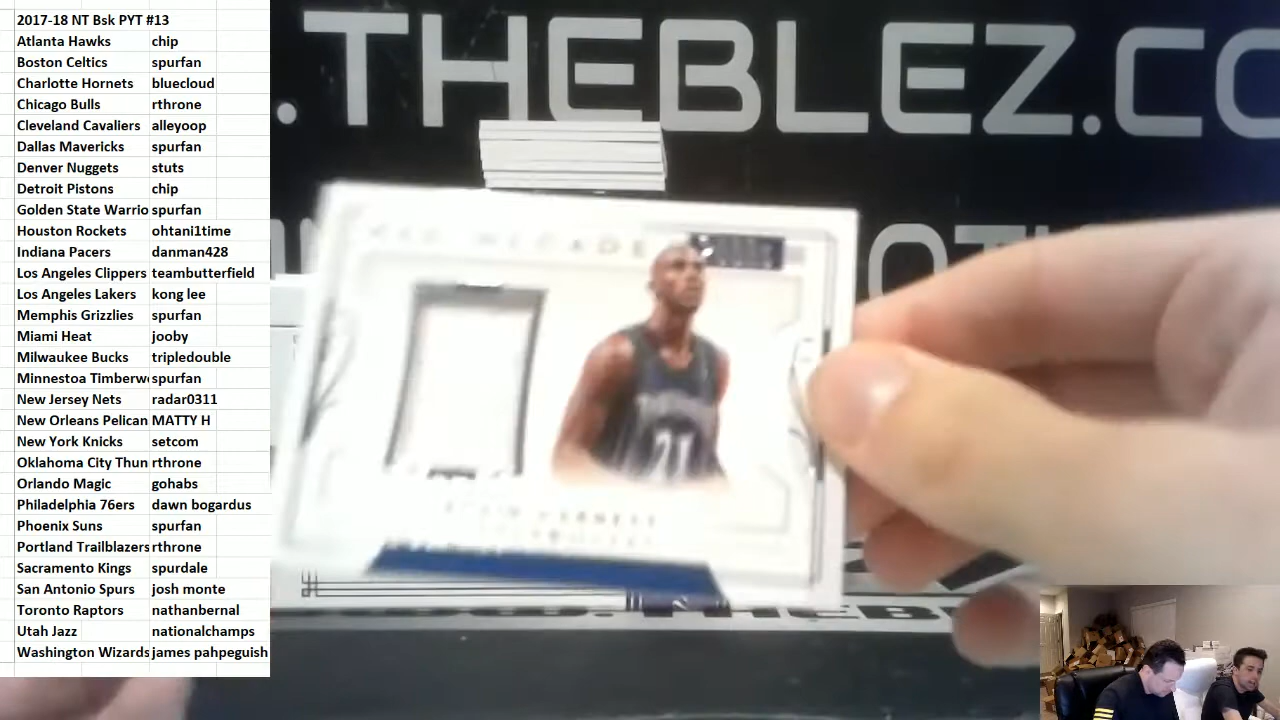 2017-18 NT Bsk PYT #13
Atlanta Hawks chip
Boston Celtics spurfan
Charlotte Hornets bluecloud
Chicago Bulls rthrone
Cleveland Cavaliers alleyoop
Dallas Mavericks spurfan
Denver Nuggets stuts
Detroit Pistons chip
Golden State Warrio spurfan
Houston Rockets ohtani1time
Indiana Pacers danman428
Los Angeles Clippers teambutterfield
Los Angeles Lakers kong lee
Memphis Grizzlies spurfan
Miami Heat jooby
Milwaukee Bucks tripledouble
Minnestoa Timberw spurfan
New Jersey Nets radar0311
New Orleans Pelican MATTY H
New York Knicks setcom
Oklahoma City Thun rthrone
Orlando Magic gohabs
Philadelphia 76ers dawn bogardus
Phoenix Suns spurfan
Portland Trailblazers rthrone
Sacramento Kings spurdale
San Antonio Spurs josh monte
Toronto Raptors nathanbernal
Utah Jazz nationalchamps
Washington Wizards james pahpeguish
.THEBLEZ.CO
21